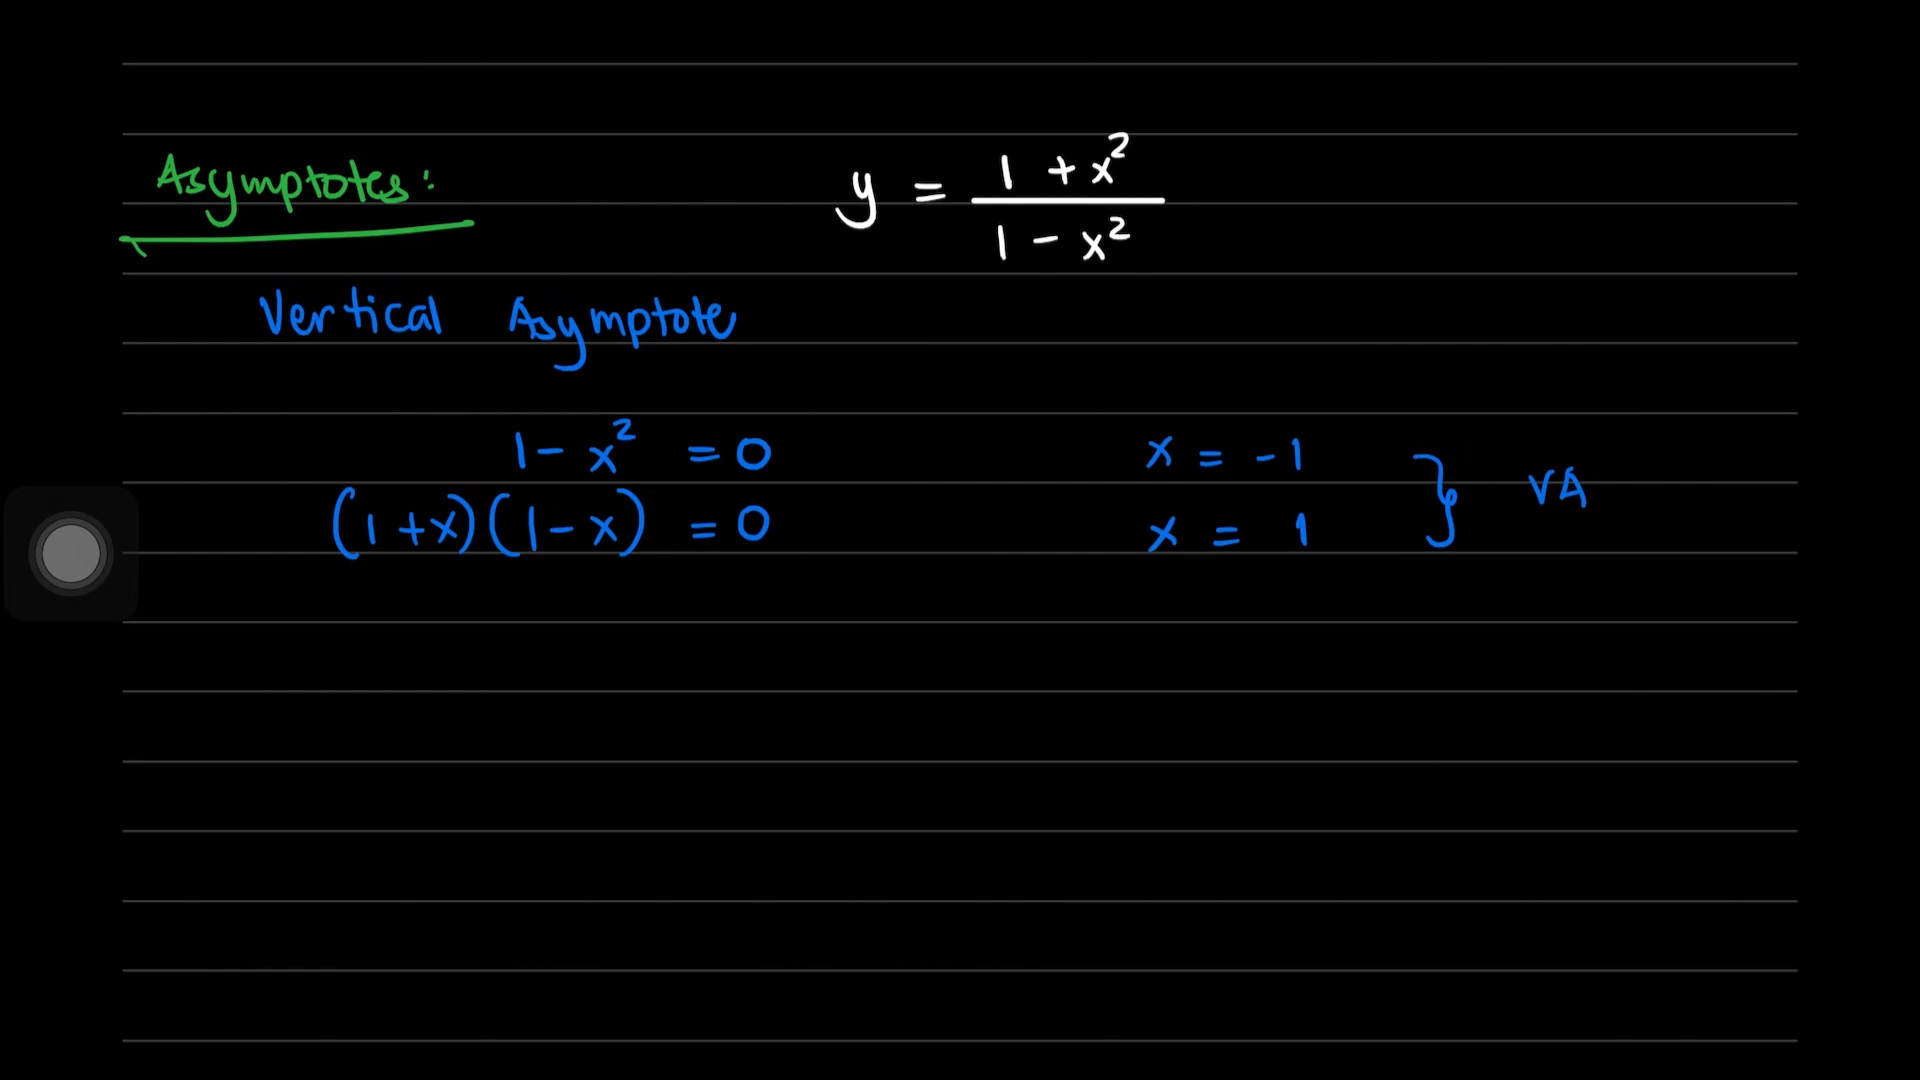 Asymptotes:
y = (1 + x²)/(1 - x²)
Vertical Asymptote
1 - x² = 0
x = -1
(1 + x)(1 - x) = 0
x = 1
} VA